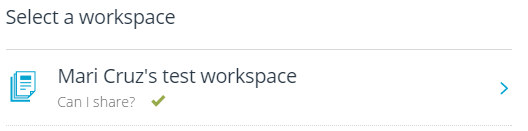 Select a workspace
Mari Cruz's test workspace
Can I share?